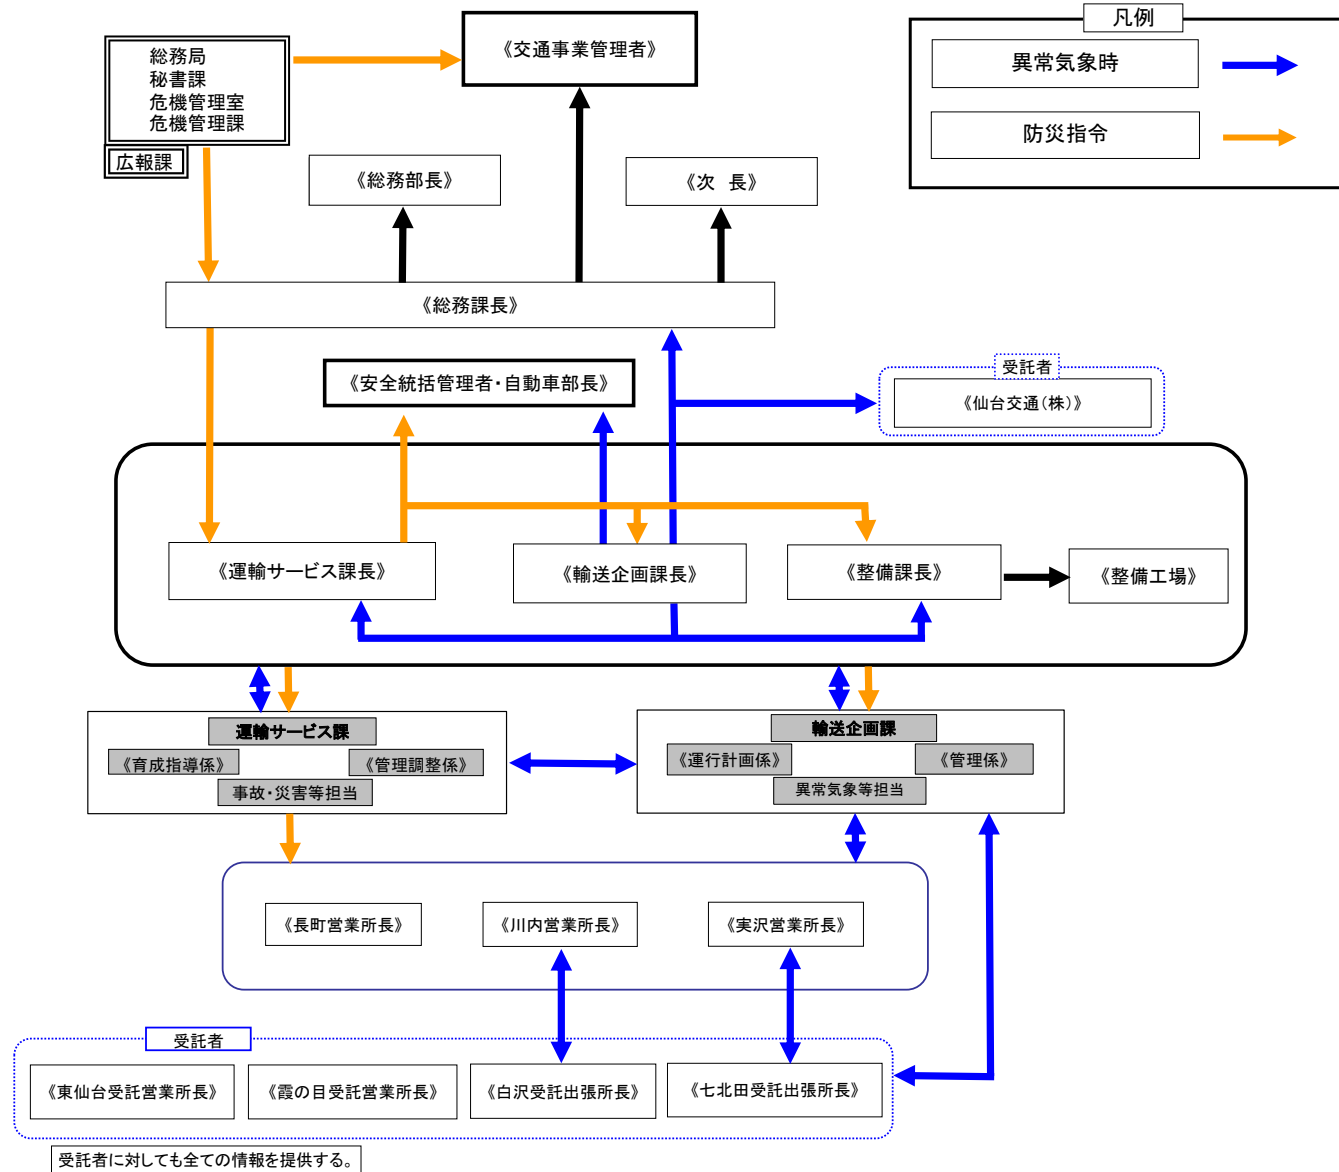 凡例
異常気象時
防災指令
総務局
秘書課
危機管理室
危機管理課
広報課
《交通事業管理者》
《総務部長》
《次　長》
《総務課長》
《安全統括管理者・自動車部長》
受託者
《仙台交通(株)》
《運輸サービス課長》
《輸送企画課長》
《整備課長》
《整備工場》
運輸サービス課
《育成指導係》
《管理調整係》
事故・災害等担当
輸送企画課
《運行計画係》
《管理係》
異常気象等担当
《長町営業所長》
《川内営業所長》
《実沢営業所長》
受託者
《東仙台受託営業所長》
《霞の目受託営業所長》
《白沢受託出張所長》
《七北田受託出張所長》
受託者に対しても全ての情報を提供する。